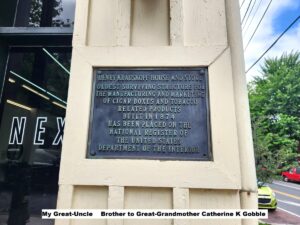 HENRY KRAUSKOPF HOUSE AND STORE
OLDEST SURVIVING STRUCTURE FOR
THE MANUFACTURING AND MARKETING
OF CIGAR BOXES AND TOBACCO
RELATED PRODUCTS
BUILT IN 1874
HAS BEEN PLACED ON THE
NATIONAL REGISTER OF
THE UNITED STATES
DEPARTMENT OF THE INTERIOR
NEX
My Great-Uncle Brother to Great-Grandmother Catherine K Gobble